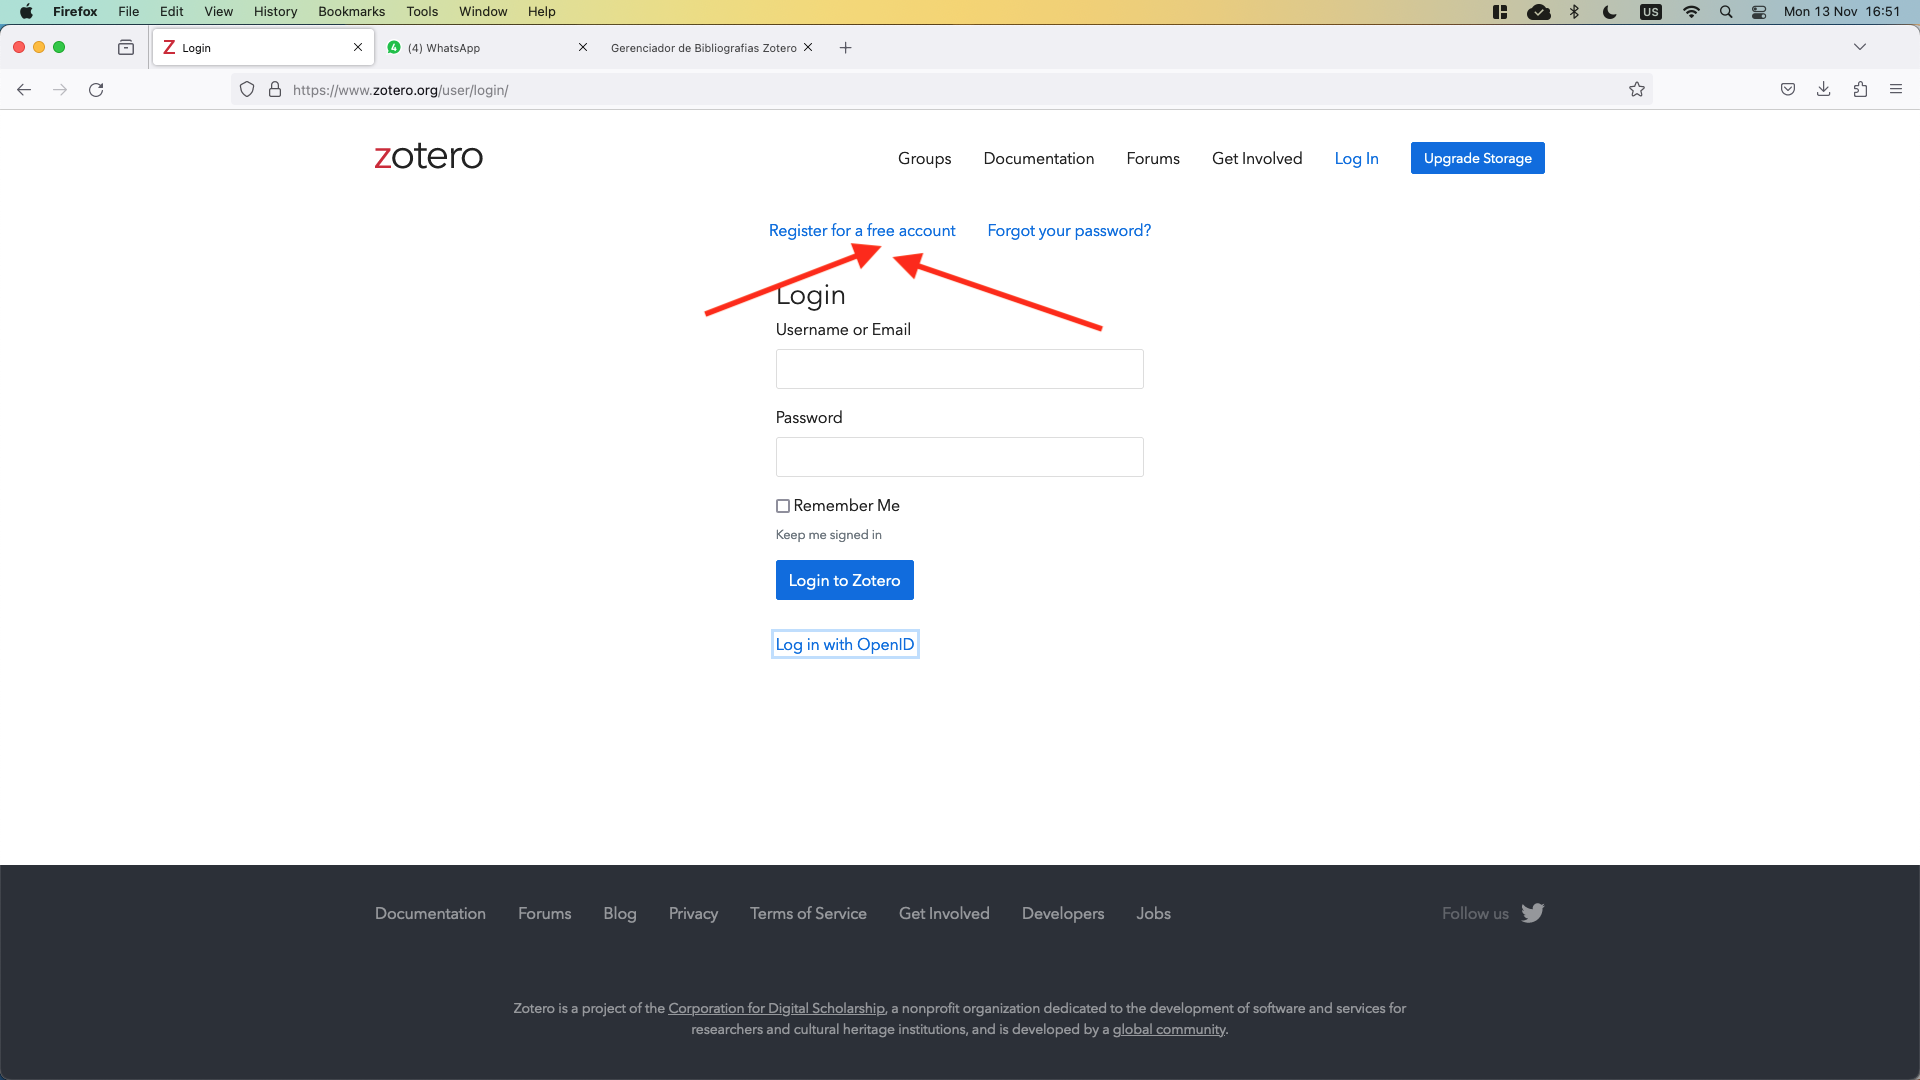 Firefox File Edit View History Bookmarks Tools Window Help US Mon 13 Nov 16:51
Z Login 4 (4) WhatsApp Gerenciador de Bibliografias Zotero
https://www.zotero.org/user/login/
zotero Groups Documentation Forums Get Involved Log In Upgrade Storage
Register for a free account Forgot your password?
Login
Username or Email
Password
Remember Me
Keep me signed in
Login to Zotero
Log in with OpenID
Documentation Forums Blog Privacy Terms of Service Get Involved Developers Jobs Follow us
Zotero is a project of the Corporation for Digital Scholarship, a nonprofit organization dedicated to the development of software and services for
researchers and cultural heritage institutions, and is developed by a global community.